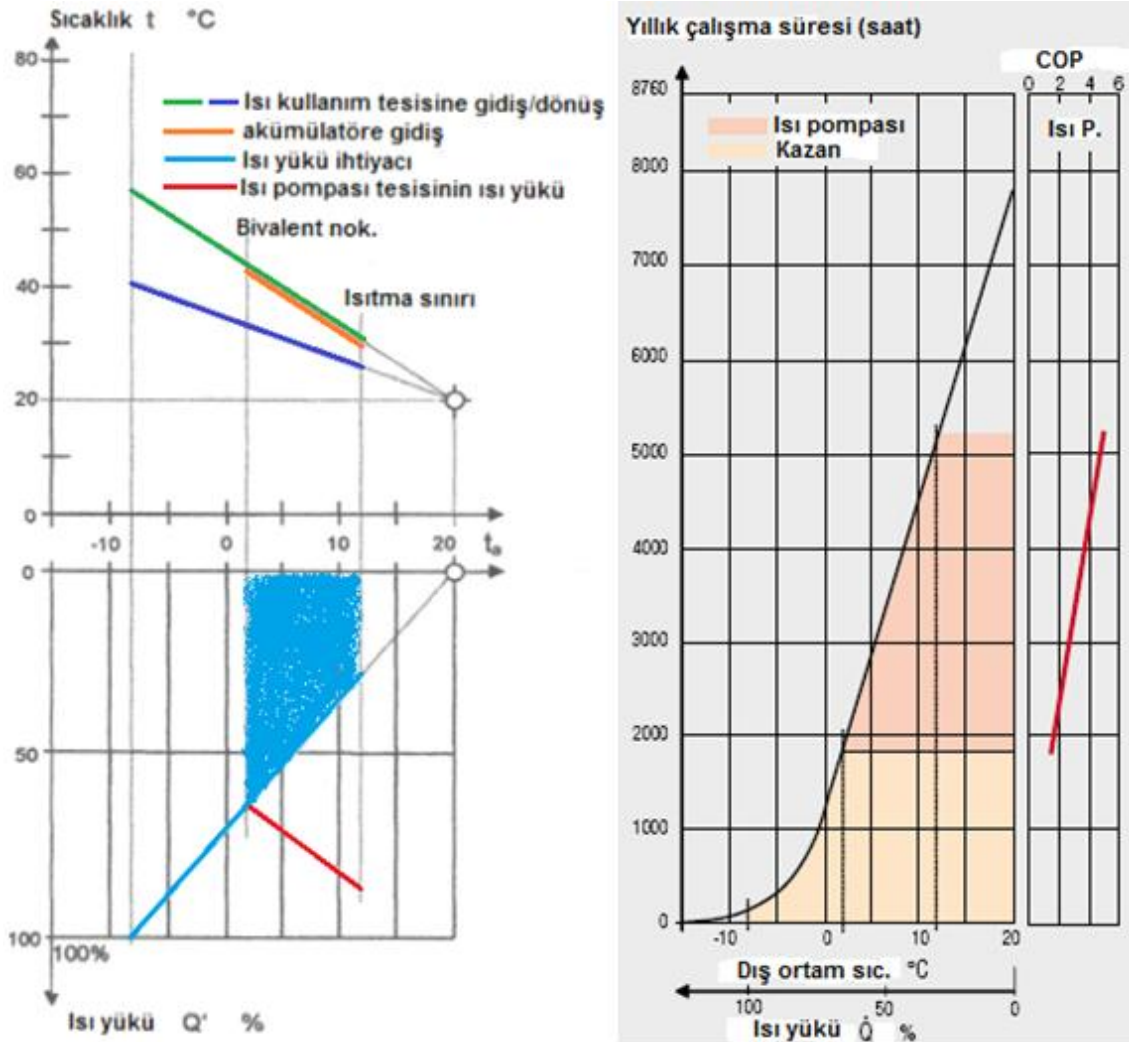 Sıcaklık t °C
80
60
40
20
0
Isı kullanım tesisine gidiş/dönüş
akümülatöre gidiş
Isı yükü ihtiyacı
Isı pompası tesisinin ısı yükü
Bivalent nok.
Isıtma sınırı
-10 0 10 20 ta
0
50
100
100%
Isı yükü Q' %
Yıllık çalışma süresi (saat)
COP
0 2 4 6
8760
8000
7000
6000
5000
4000
3000
2000
1000
0
Isı pompası
Kazan
Isı P.
-10 0 10 20
Dış ortam sıc. °C
100 50 0
Isı yükü Q̇ %